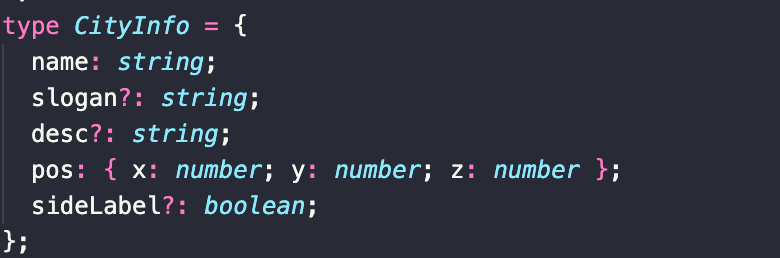 type CityInfo = {
name: string;
slogan?: string;
desc?: string;
pos: { x: number; y: number; z: number };
sideLabel?: boolean;
};